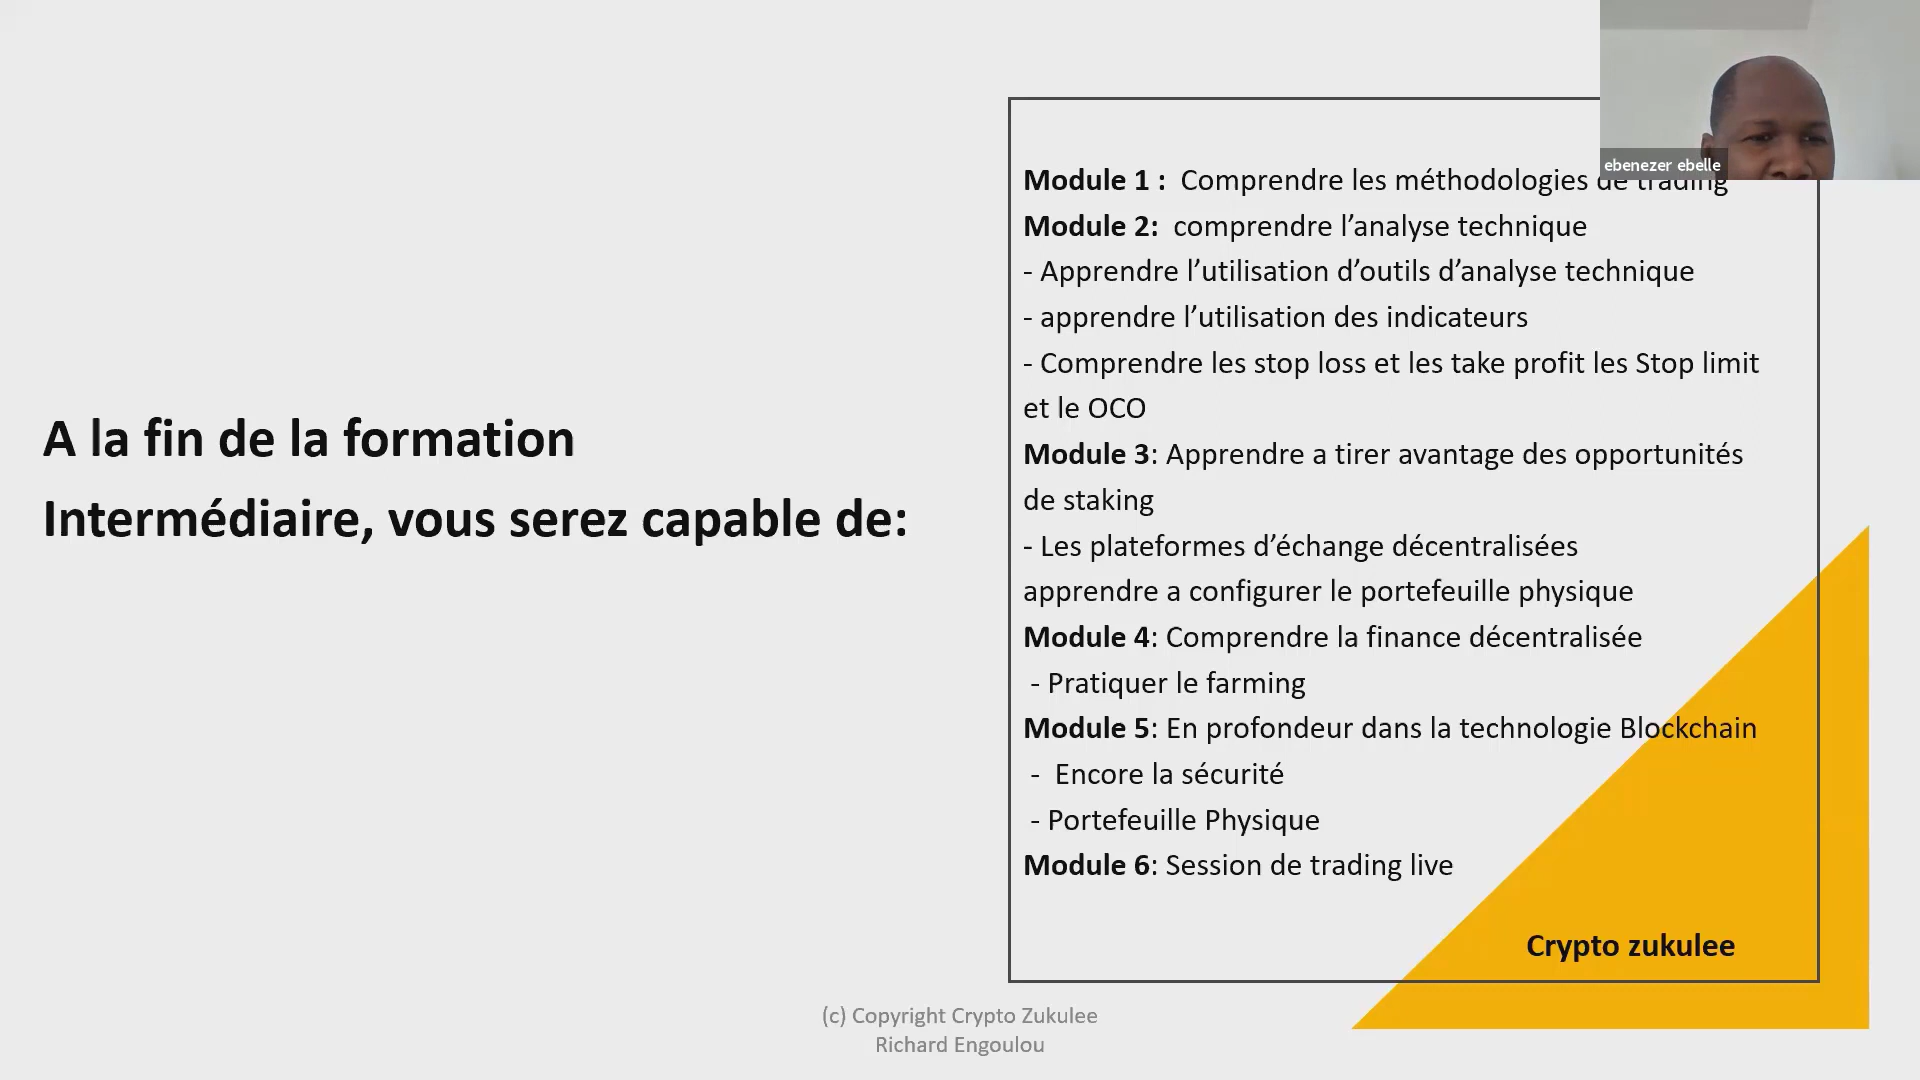 ebenezer ebelle
A la fin de la formation
Intermédiaire, vous serez capable de:
Module 1 :  Comprendre les méthodologies de trading
Module 2:  comprendre l’analyse technique
- Apprendre l’utilisation d’outils d’analyse technique
- apprendre l’utilisation des indicateurs
- Comprendre les stop loss et les take profit les Stop limit
et le OCO
Module 3: Apprendre a tirer avantage des opportunités
de staking
- Les plateformes d’échange décentralisées
apprendre a configurer le portefeuille physique
Module 4: Comprendre la finance décentralisée
- Pratiquer le farming
Module 5: En profondeur dans la technologie Blockchain
-  Encore la sécurité
- Portefeuille Physique
Module 6: Session de trading live
Crypto zukulee
(c) Copyright Crypto Zukulee
Richard Engoulou